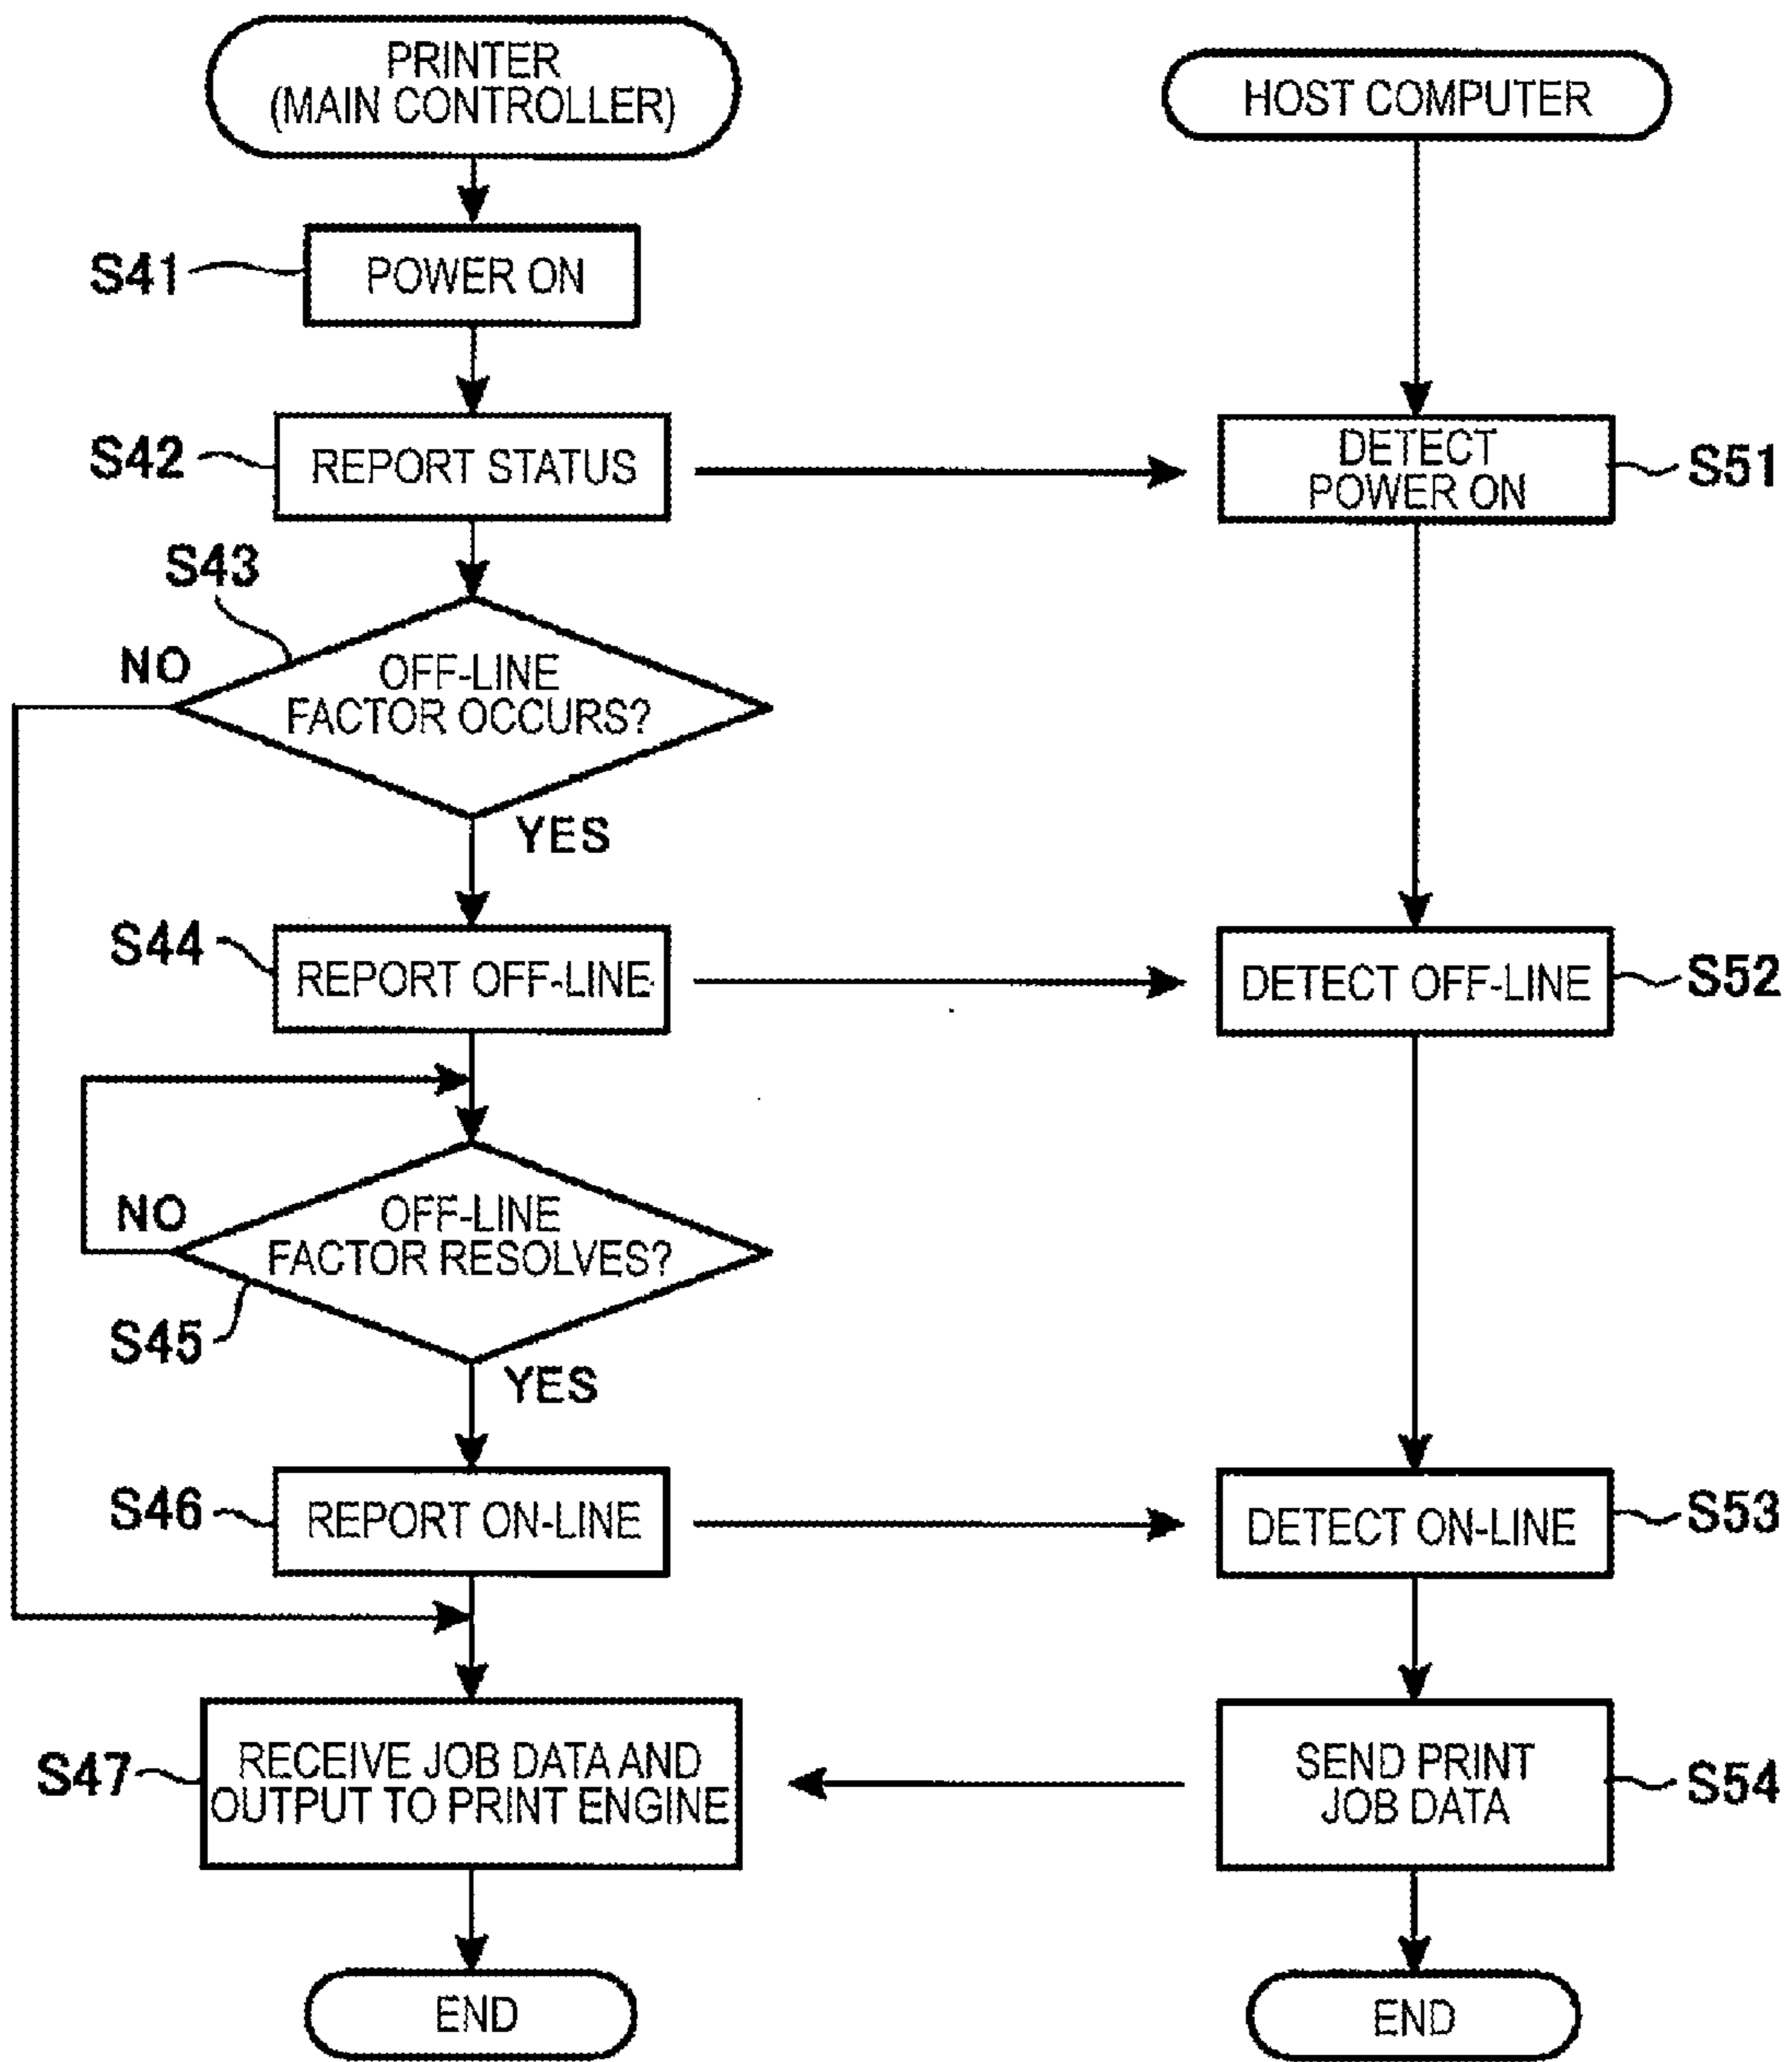 PRINTER
(MAIN CONTROLLER)
HOST COMPUTER
S41
POWER ON
S42
REPORT STATUS
DETECT
POWER ON
S51
S43
NO
OFF-LINE
FACTOR OCCURS?
YES
S44
REPORT OFF-LINE
DETECT OFF-LINE
S52
NO
OFF-LINE
FACTOR RESOLVES?
S45
YES
S46
REPORT ON-LINE
DETECT ON-LINE
S53
S47
RECEIVE JOB DATA AND
OUTPUT TO PRINT ENGINE
SEND PRINT
JOB DATA
S54
END
END